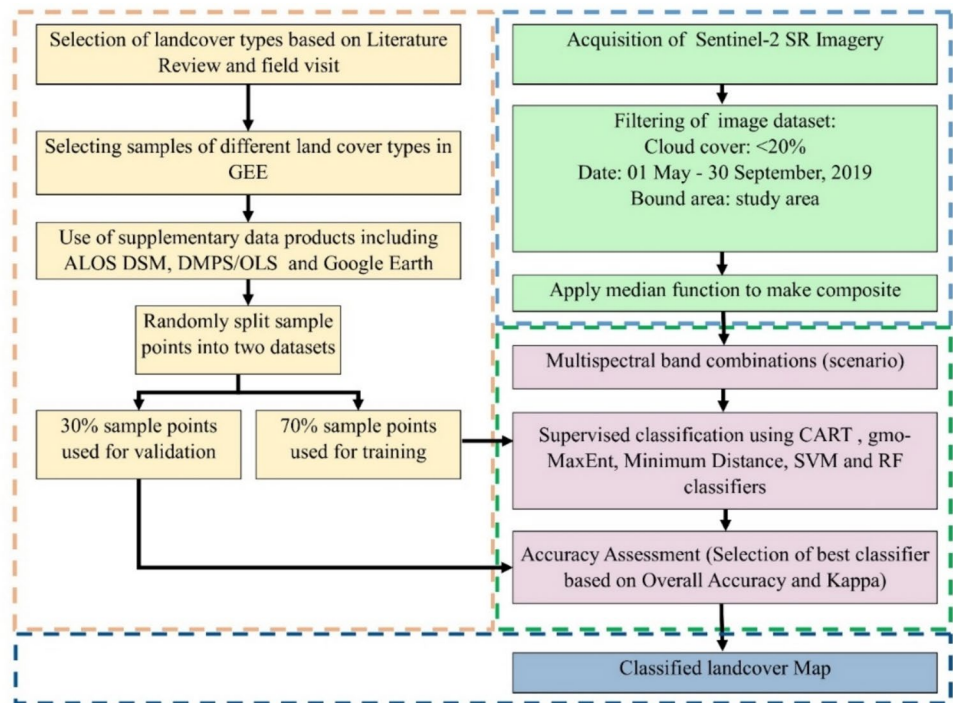 Selection of landcover types based on Literature
Review and field visit
Selecting samples of different land cover types in
GEE
Use of supplementary data products including
ALOS DSM, DMPS/OLS and Google Earth
Randomly split sample
points into two datasets
30% sample points
used for validation
70% sample points
used for training
Acquisition of Sentinel-2 SR Imagery
Filtering of image dataset:
Cloud cover: <20%
Date: 01 May - 30 September, 2019
Bound area: study area
Apply median function to make composite
Multispectral band combinations (scenario)
Supervised classification using CART , gmo-
MaxEnt, Minimum Distance, SVM and RF
classifiers
Accuracy Assessment (Selection of best classifier
based on Overall Accuracy and Kappa)
Classified landcover Map